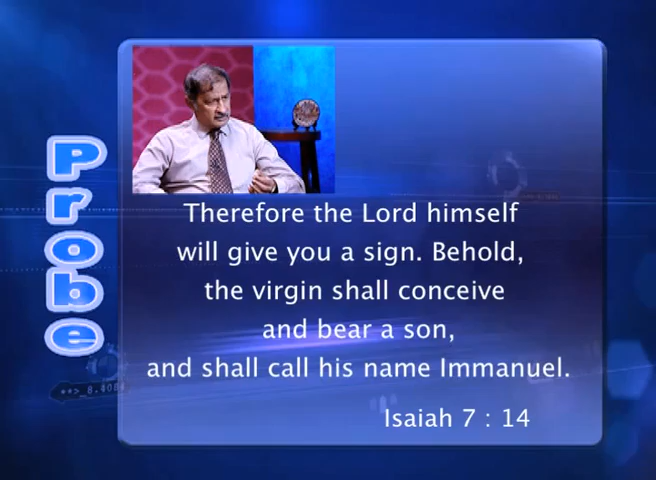 Probe
Therefore the Lord himself
will give you a sign. Behold,
the virgin shall conceive
and bear a son,
and shall call his name Immanuel.
Isaiah 7 : 14